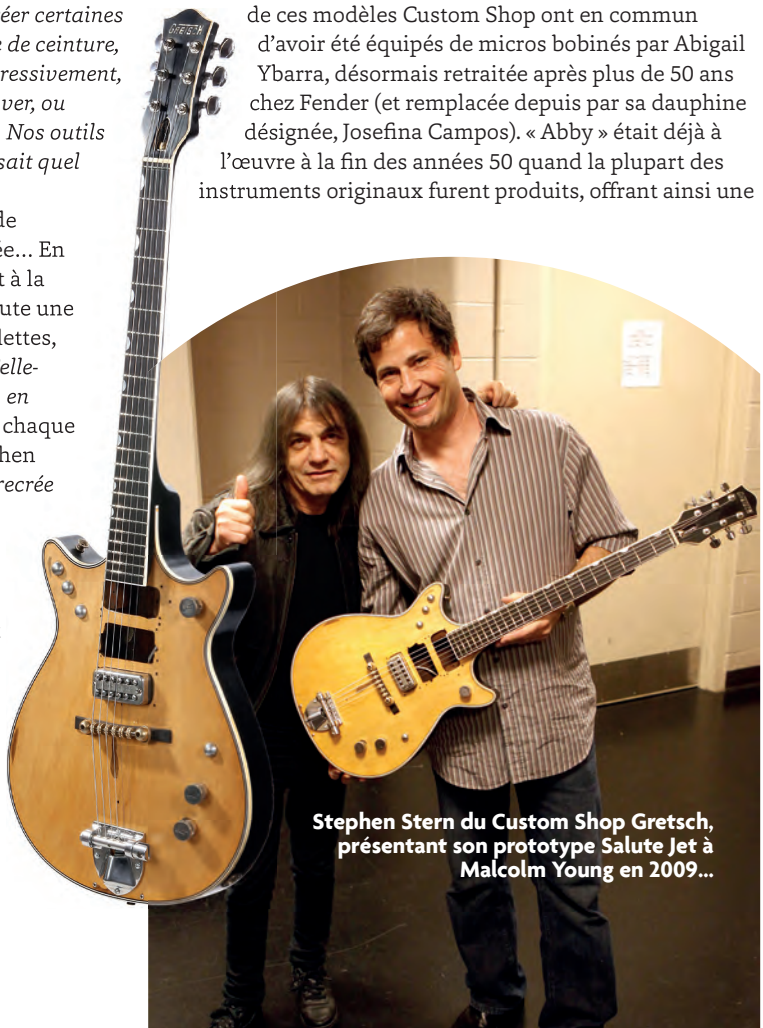 éer certaines
de ceinture,
ressivement,
ver, ou
Nos outils
sait quel
de
ée... En
t à la
ute une
lettes,
elle-
en
chaque
hen
recrée
GRETSCH
de ces modèles Custom Shop ont en commun
d’avoir été équipés de micros bobinés par Abigail
Ybarra, désormais retraitée après plus de 50 ans
chez Fender (et remplacée depuis par sa dauphine
désignée, Josefina Campos). « Abby » était déjà à
l’œuvre à la fin des années 50 quand la plupart des
instruments originaux furent produits, offrant ainsi une
Stephen Stern du Custom Shop Gretsch,
présentant son prototype Salute Jet à
Malcolm Young en 2009...